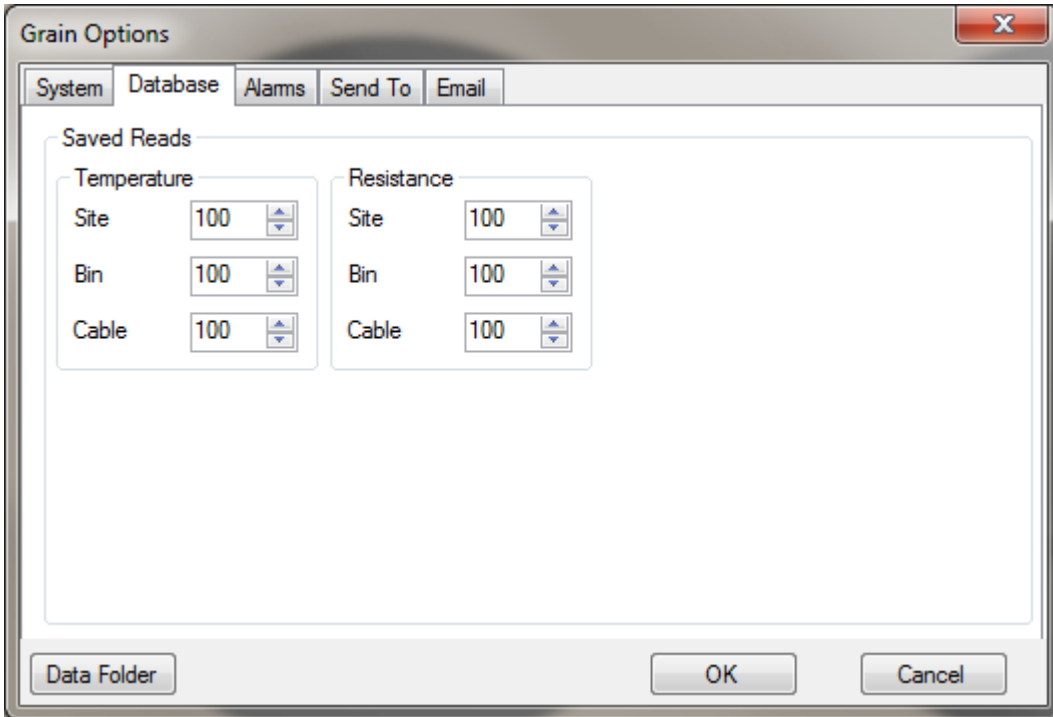 Grain Options
System Database Alarms Send To Email
Saved Reads
Temperature Resistance
Site 100 Site 100
Bin 100 Bin 100
Cable 100 Cable 100
Data Folder OK Cancel